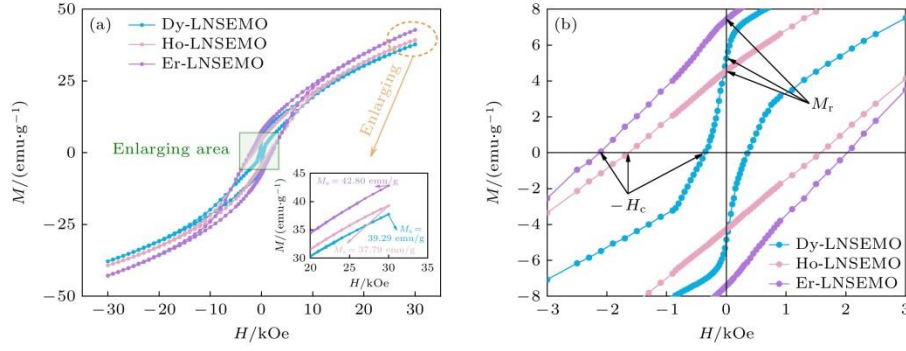 (a)
Dy-LNSEMO
Ho-LNSEMO
Er-LNSEMO
Enlarging
Enlarging area
M/(emu·g⁻¹)
50
25
0
-25
-50
-30 -20 -10 0 10 20 30
H/kOe
45
40
35
30
M/(emu·g⁻¹)
Mₛ = 42.80 emu/g
Mₛ =
39.29 emu/g
Mₛ = 37.79 emu/g
20 25 30 35
H/kOe
(b)
M/(emu·g⁻¹)
8
6
4
2
0
-2
-4
-6
-8
Mᵣ
-H_c
Dy-LNSEMO
Ho-LNSEMO
Er-LNSEMO
-3 -2 -1 0 1 2 3
H/kOe